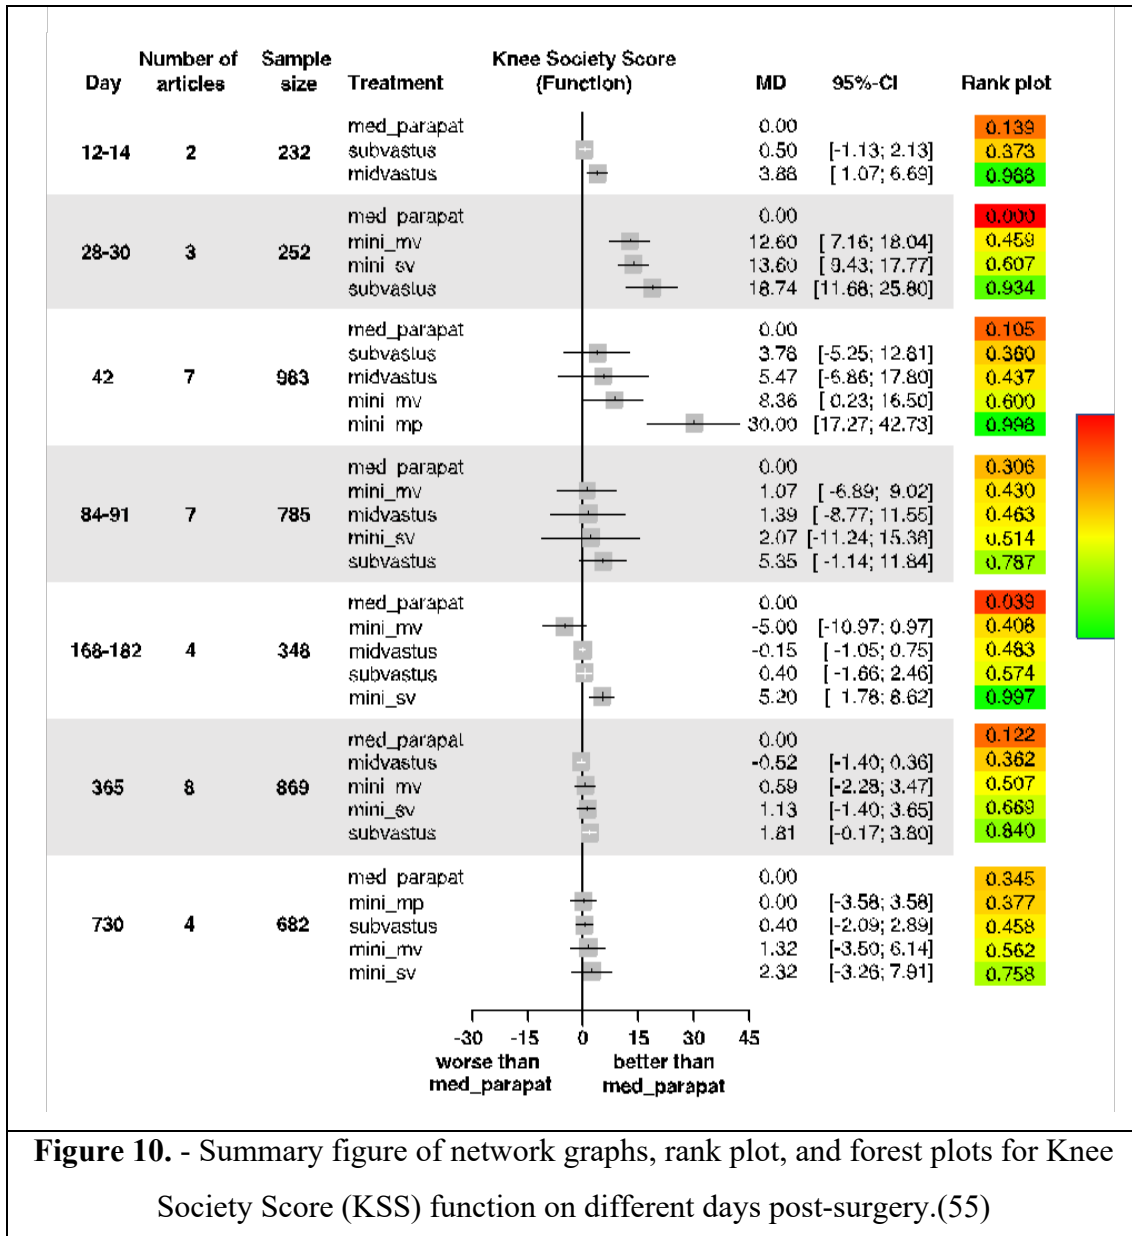 Number of Sample Knee Society Score
Day articles size Treatment (Function) MD 95%-CI Rank plot
med_parapat 0.00 0.139
12-14 2 232 subvastus 0.50 [-1.13; 2.13] 0.373
midvastus 3.88 [ 1.07; 6.69] 0.988
med_parapat 0.00 0.000
mini_mv 12.60 [ 7.16; 18.04] 0.459
28-30 3 252 mini_sv 13.60 [ 9.43; 17.77] 0.607
subvastus 18.74 [11.68; 25.80] 0.934
med_parapat 0.00 0.105
subvastus 3.78 [-5.25; 12.81] 0.360
42 7 983 midvastus 5.47 [-6.86; 17.80] 0.437
mini_mv 8.36 [ 0.23; 16.50] 0.600
mini_mp 30.00 [17.27; 42.73] 0.998
med_parapat 0.00 0.306
mini_mv 1.07 [ -6.89; 9.02] 0.430
84-91 7 785 midvastus 1.39 [ -8.77; 11.55] 0.463
mini_sv 2.07 [-11.24; 15.38] 0.514
subvastus 5.35 [ -1.14; 11.84] 0.787
med_parapat 0.00 0.039
mini_mv -5.00 [-10.97; 0.97] 0.408
168-182 4 348 midvastus -0.15 [ -1.05; 0.75] 0.483
subvastus 0.40 [ -1.66; 2.46] 0.574
mini_sv 5.20 [ 1.78; 8.62] 0.997
med_parapat 0.00 0.122
midvastus -0.52 [-1.40; 0.36] 0.362
365 8 869 mini_mv 0.59 [-2.28; 3.47] 0.507
mini_sv 1.13 [-1.40; 3.65] 0.669
subvastus 1.81 [-0.17; 3.80] 0.840
med_parapat 0.00 0.345
mini_mp 0.00 [-3.58; 3.58] 0.377
730 4 682 subvastus 0.40 [-2.09; 2.89] 0.458
mini_mv 1.32 [-3.50; 6.14] 0.562
mini_sv 2.32 [-3.26; 7.91] 0.758
-30 -15 0 15 30 45
worse than better than
med_parapat med_parapat
Figure 10. - Summary figure of network graphs, rank plot, and forest plots for Knee
Society Score (KSS) function on different days post-surgery.(55)